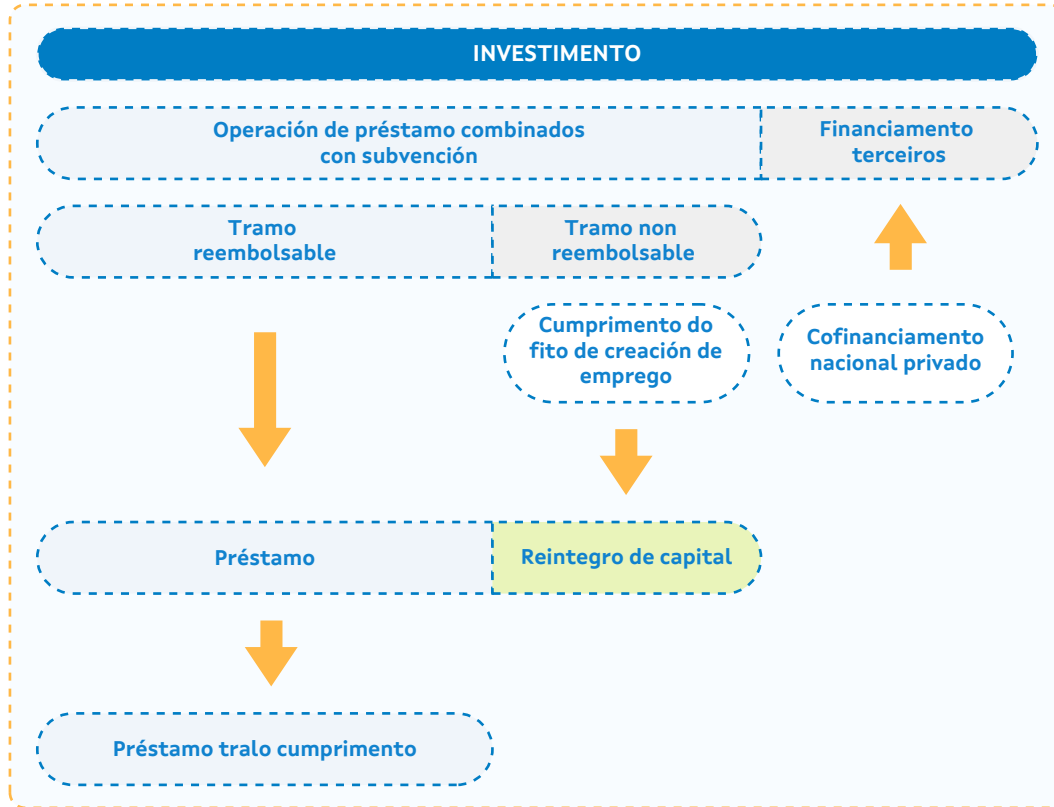 INVESTIMENTO
Operación de préstamo combinados
con subvención
Financiamento
terceiros
Tramo
reembolsable
Tramo non
reembolsable
Cumprimento do
fito de creación de
emprego
Cofinanciamento
nacional privado
Préstamo
Reintegro de capital
Préstamo tralo cumprimento